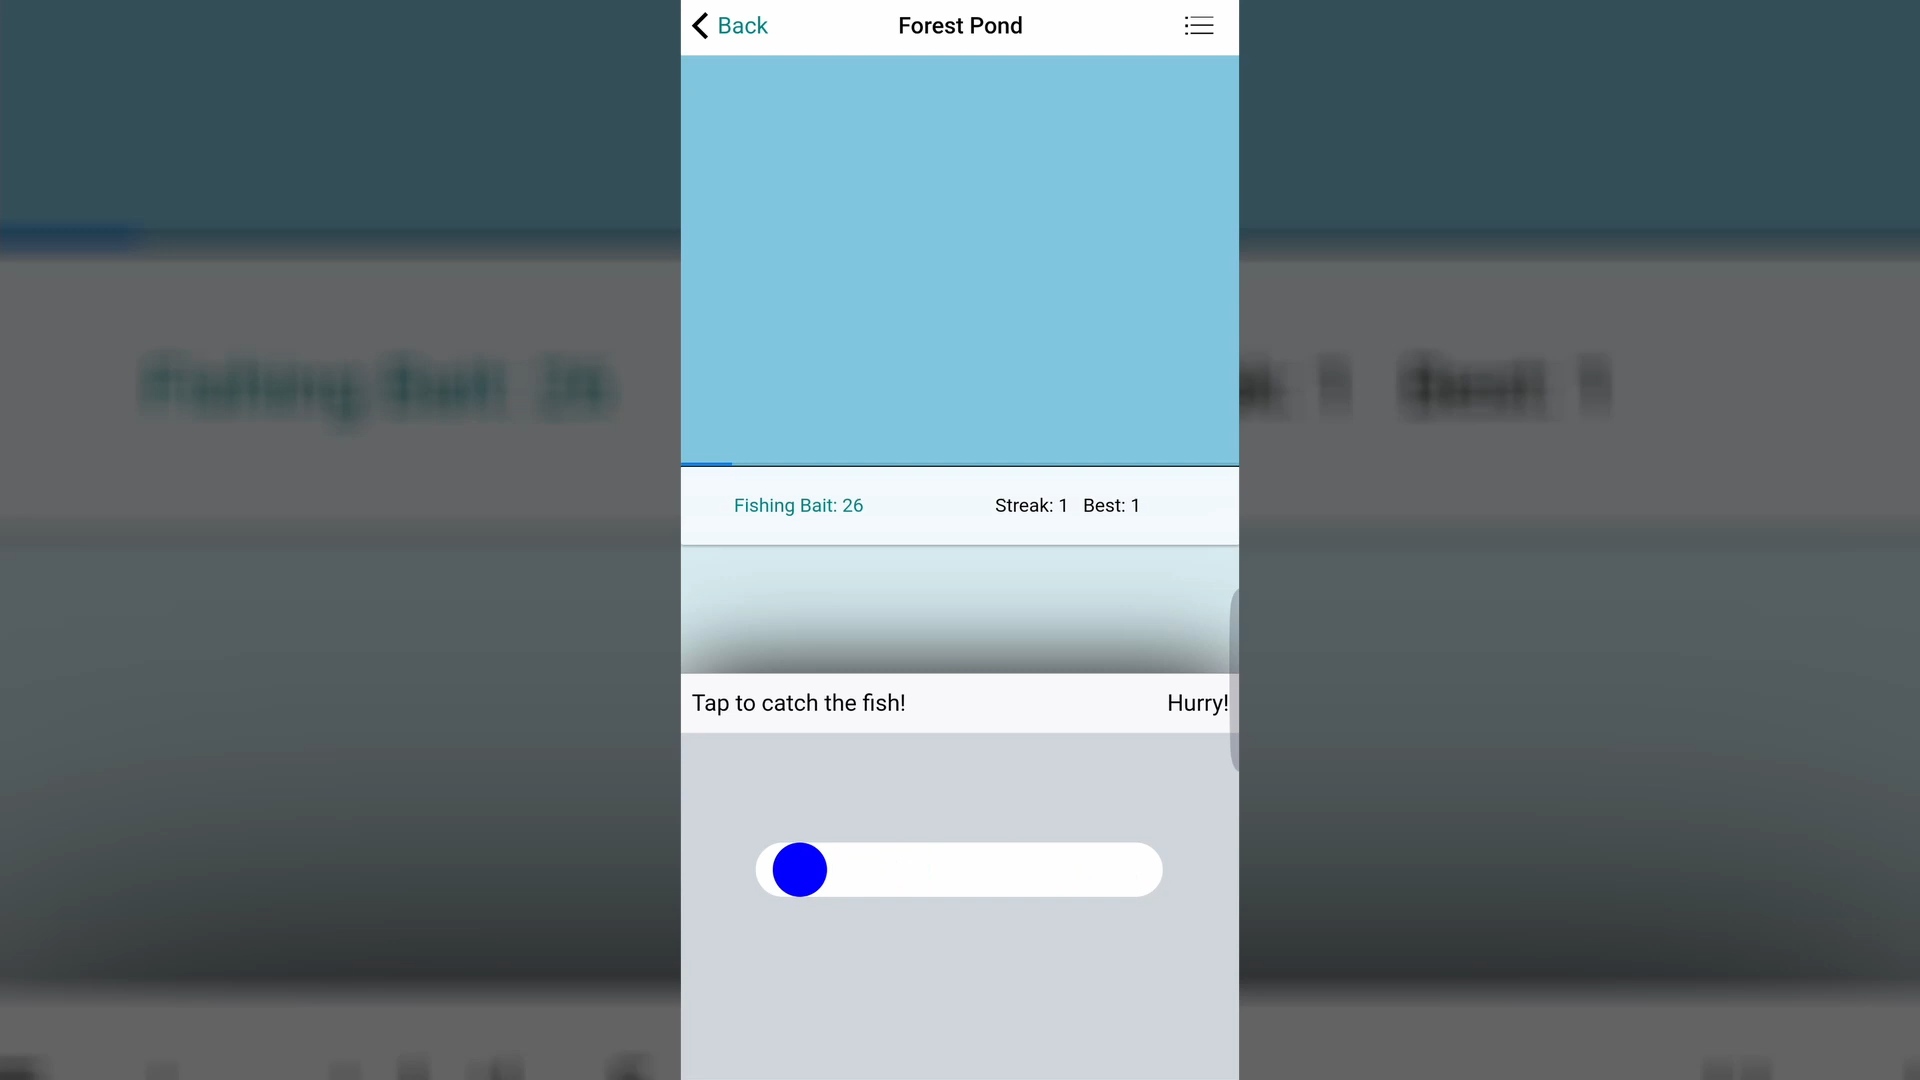 Back
Forest Pond
Fishing Bait: 26
Streak: 1 Best: 1
Tap to catch the fish!
Hurry!